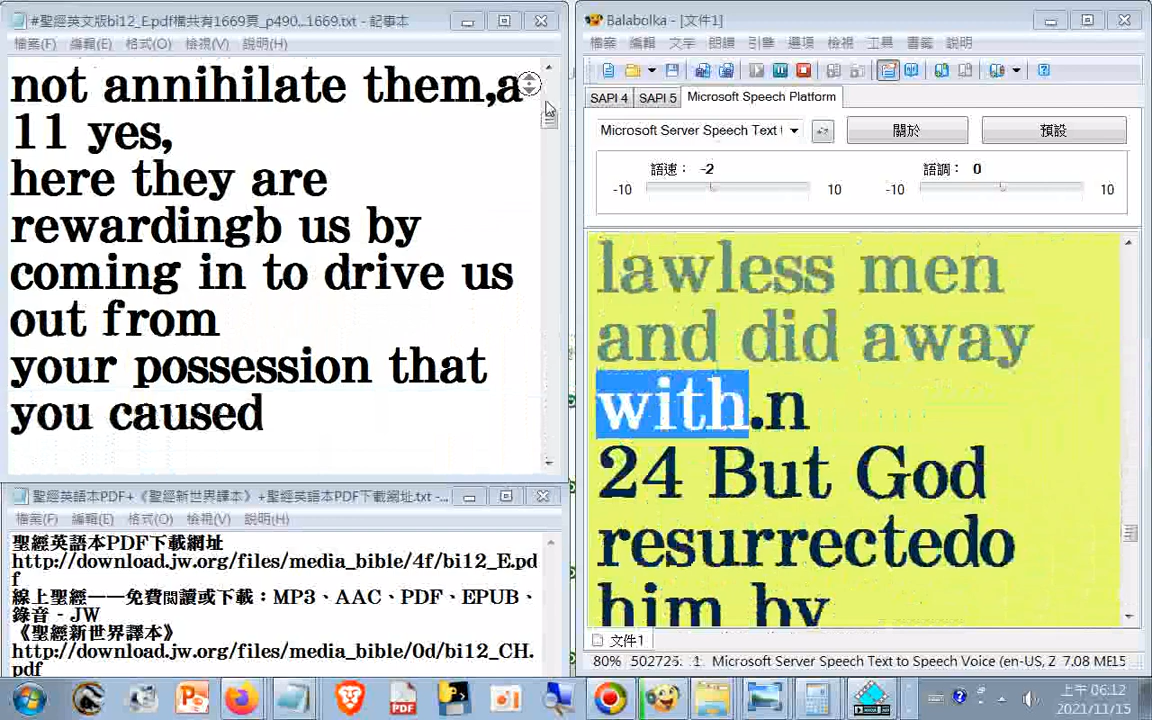 #聖經英文版bi12_E.pdf檔共有1669頁_p490,..1669.txt - 記事本
檔案(F) 編輯(E) 格式(O) 檢視(V) 說明(H)
not annihilate them,a
11 yes,
here they are
rewardingb us by
coming in to drive us
out from
your possession that
you caused
聖經英語本PDF+《聖經新世界譯本》+聖經英語本PDF下載網址.txt - ...
檔案(F) 編輯(E) 格式(O) 檢視(V) 說明(H)
聖經英語本PDF下載網址
http://download.jw.org/files/media_bible/4f/bi12_E.pd
f
線上聖經——免費閱讀或下載：MP3、AAC、PDF、EPUB、
錄音 - JW
《聖經新世界譯本》
http://download.jw.org/files/media_bible/0d/bi12_CH.
pdf
Balabolka - [文件1]
檔案 編輯 文字 朗讀 引擎 選項 檢視 工具 書籤 說明
SAPI 4 SAPI 5 Microsoft Speech Platform
Microsoft Server Speech Text t
關於 預設
語速： -2 語調： 0
-10 10 -10 10
lawless men
and did away
with.n
24 But God
resurrectedo
him by
文件1
80% 502725: 1 Microsoft Server Speech Text to Speech Voice (en-US, Z 7.08 ME15
PDF
上午 06:12
2021/11/15